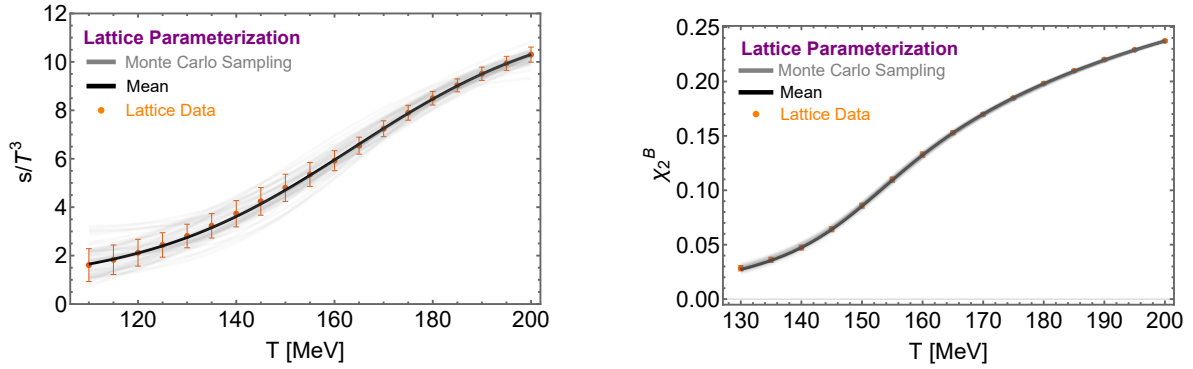 Lattice Parameterization
Monte Carlo Sampling
Mean
Lattice Data
s/T³
0
2
4
6
8
10
12
120
140
160
180
200
T [MeV]
Lattice Parameterization
Monte Carlo Sampling
Mean
Lattice Data
χ₂ᴮ
0.00
0.05
0.10
0.15
0.20
0.25
130
140
150
160
170
180
190
200
T [MeV]